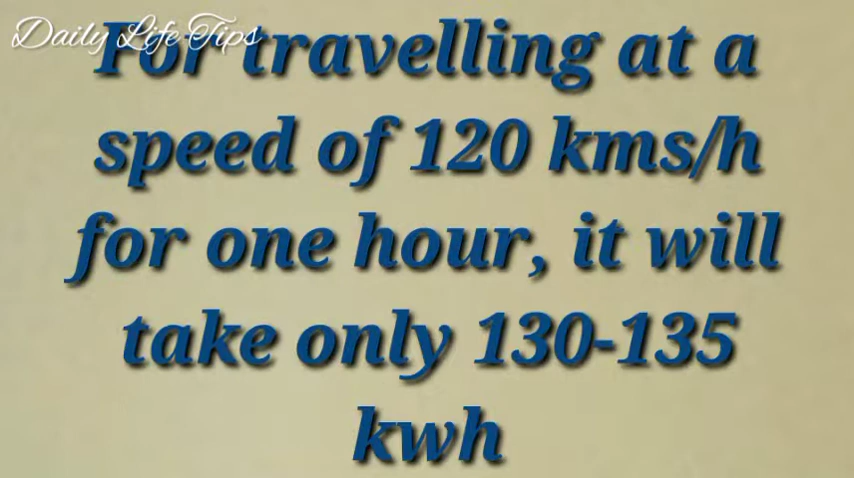 Daily Life Tips
For travelling at a
speed of 120 kms/h
for one hour, it will
take only 130-135
kwh